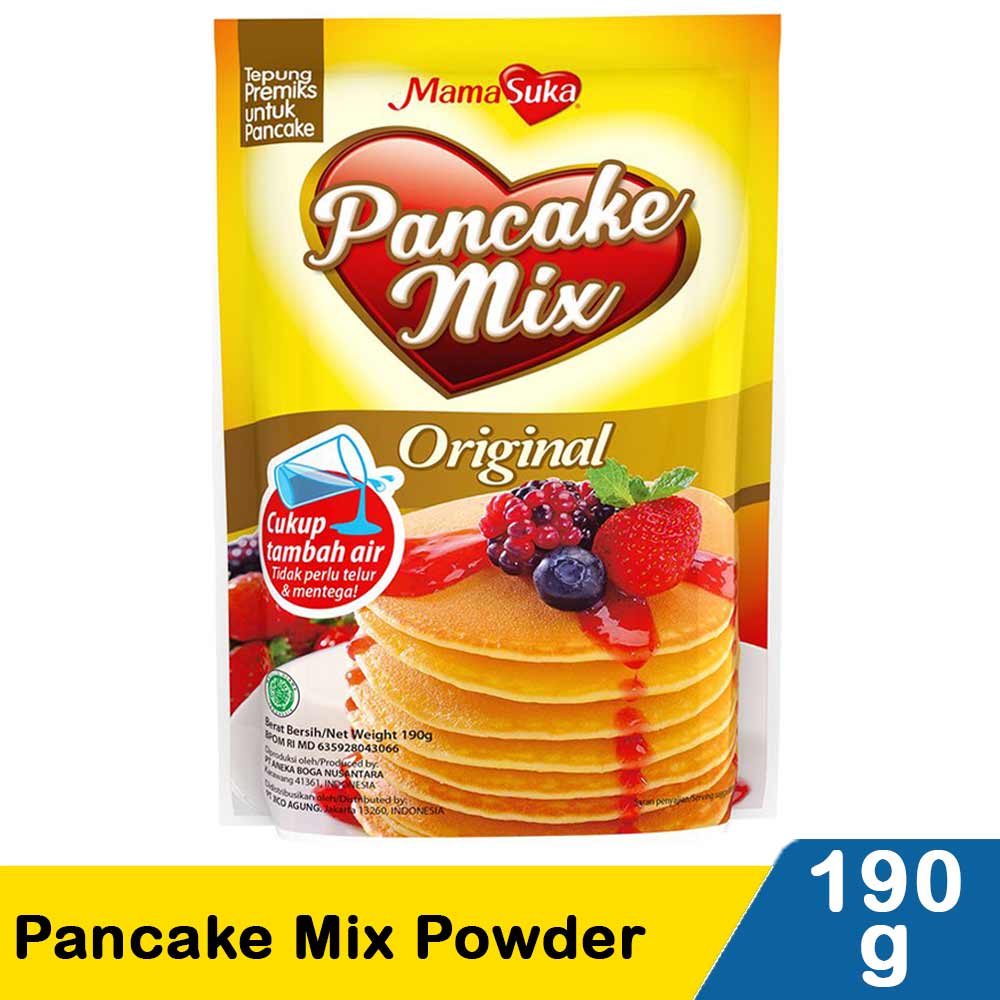 Tepung
Premiks
untuk
Pancake
MamaSuka
Pancake
Mix
Original
Cukup
tambah air
Tidak perlu telur
& mentega!
Berat Bersih/Net Weight 190g
BPOM RI MD 635928043066
Diproduksi oleh/Produced by:
PT ANEKA BOGA NUSANTARA
Karawang 41361, INDONESIA
Didistribusikan oleh/Distributed by:
PT JICO AGUNG. Jakarta 13260, INDONESIA
Saran penyajian/Serving
190
g
Pancake Mix Powder